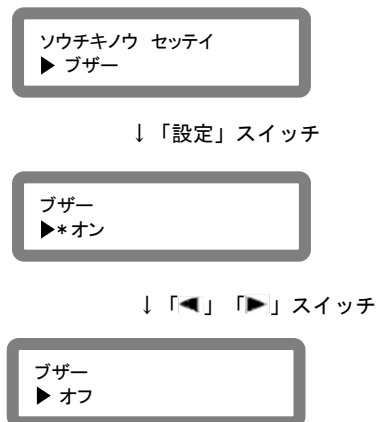 ソウチキノウ セッテイ
▶ ブザー
↓「設定」スイッチ
ブザー
▶*オン
↓「◀」「▶」スイッチ
ブザー
▶ オフ